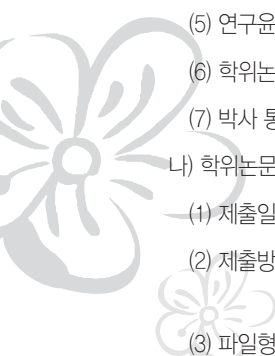 (5) 연구윤
(6) 학위논
(7) 박사 통
나) 학위논문
(1) 제출일
(2) 제출방
(3) 파일형